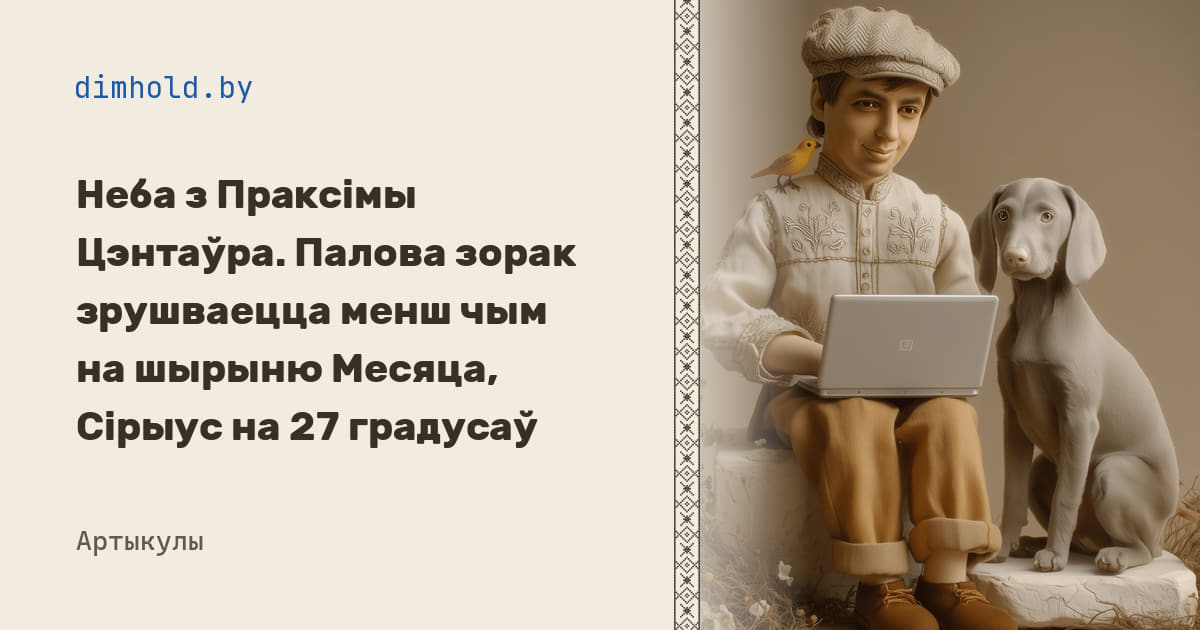 dimhold.by
Неба з Праксімы
Цэнтаўра. Палова зорак
зрушваецца менш чым
на шырыню Месяца,
Сірыус на 27 градусаў
Артыкулы